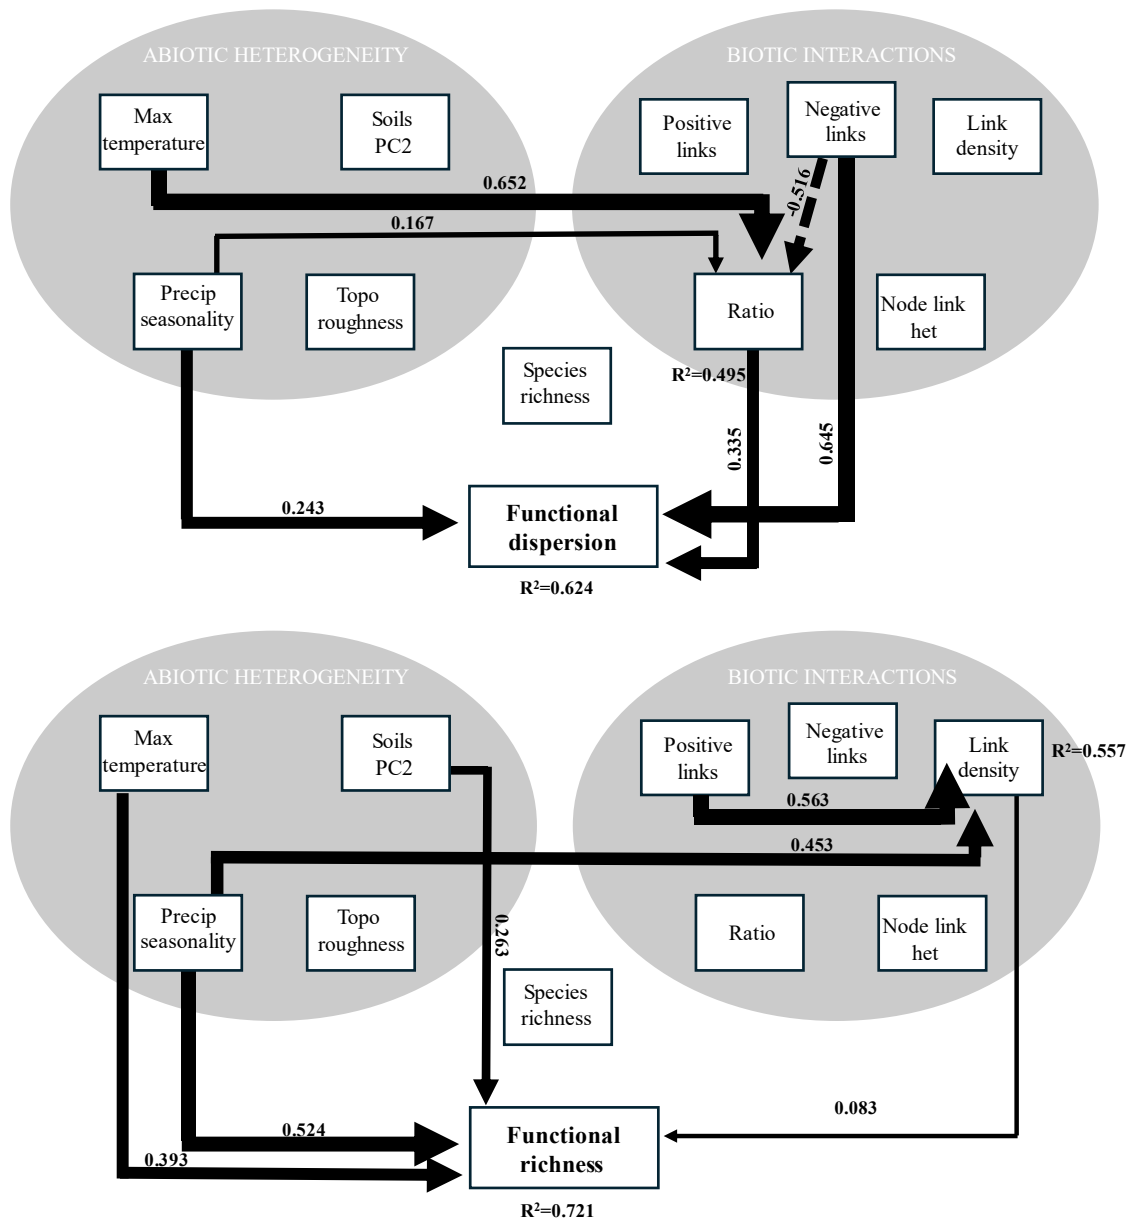 ABIOTIC HETEROGENEITY
BIOTIC INTERACTIONS
Max
temperature
Soils
PC2
Positive
links
Negative
links
Link
density
0.652
-0.516
0.167
Precip
seasonality
Topo
roughness
Ratio
Node link
het
Species
richness
R²=0.495
0.335
0.645
0.243
Functional
dispersion
R²=0.624
ABIOTIC HETEROGENEITY
BIOTIC INTERACTIONS
Max
temperature
Soils
PC2
Positive
links
Negative
links
Link
density
R²=0.557
0.563
0.453
Precip
seasonality
Topo
roughness
0.263
Ratio
Node link
het
Species
richness
0.083
0.524
0.393
Functional
richness
R²=0.721